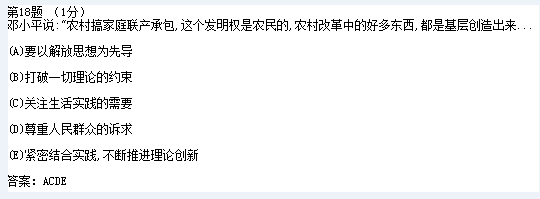 第18题 （1分）
邓小平说:“农村搞家庭联产承包,这个发明权是农民的,农村改革中的好多东西,都是基层创造出来...
(A)要以解放思想为先导
(B)打破一切理论的约束
(C)关注生活实践的需要
(D)尊重人民群众的诉求
(E)紧密结合实践,不断推进理论创新
答案: ACDE